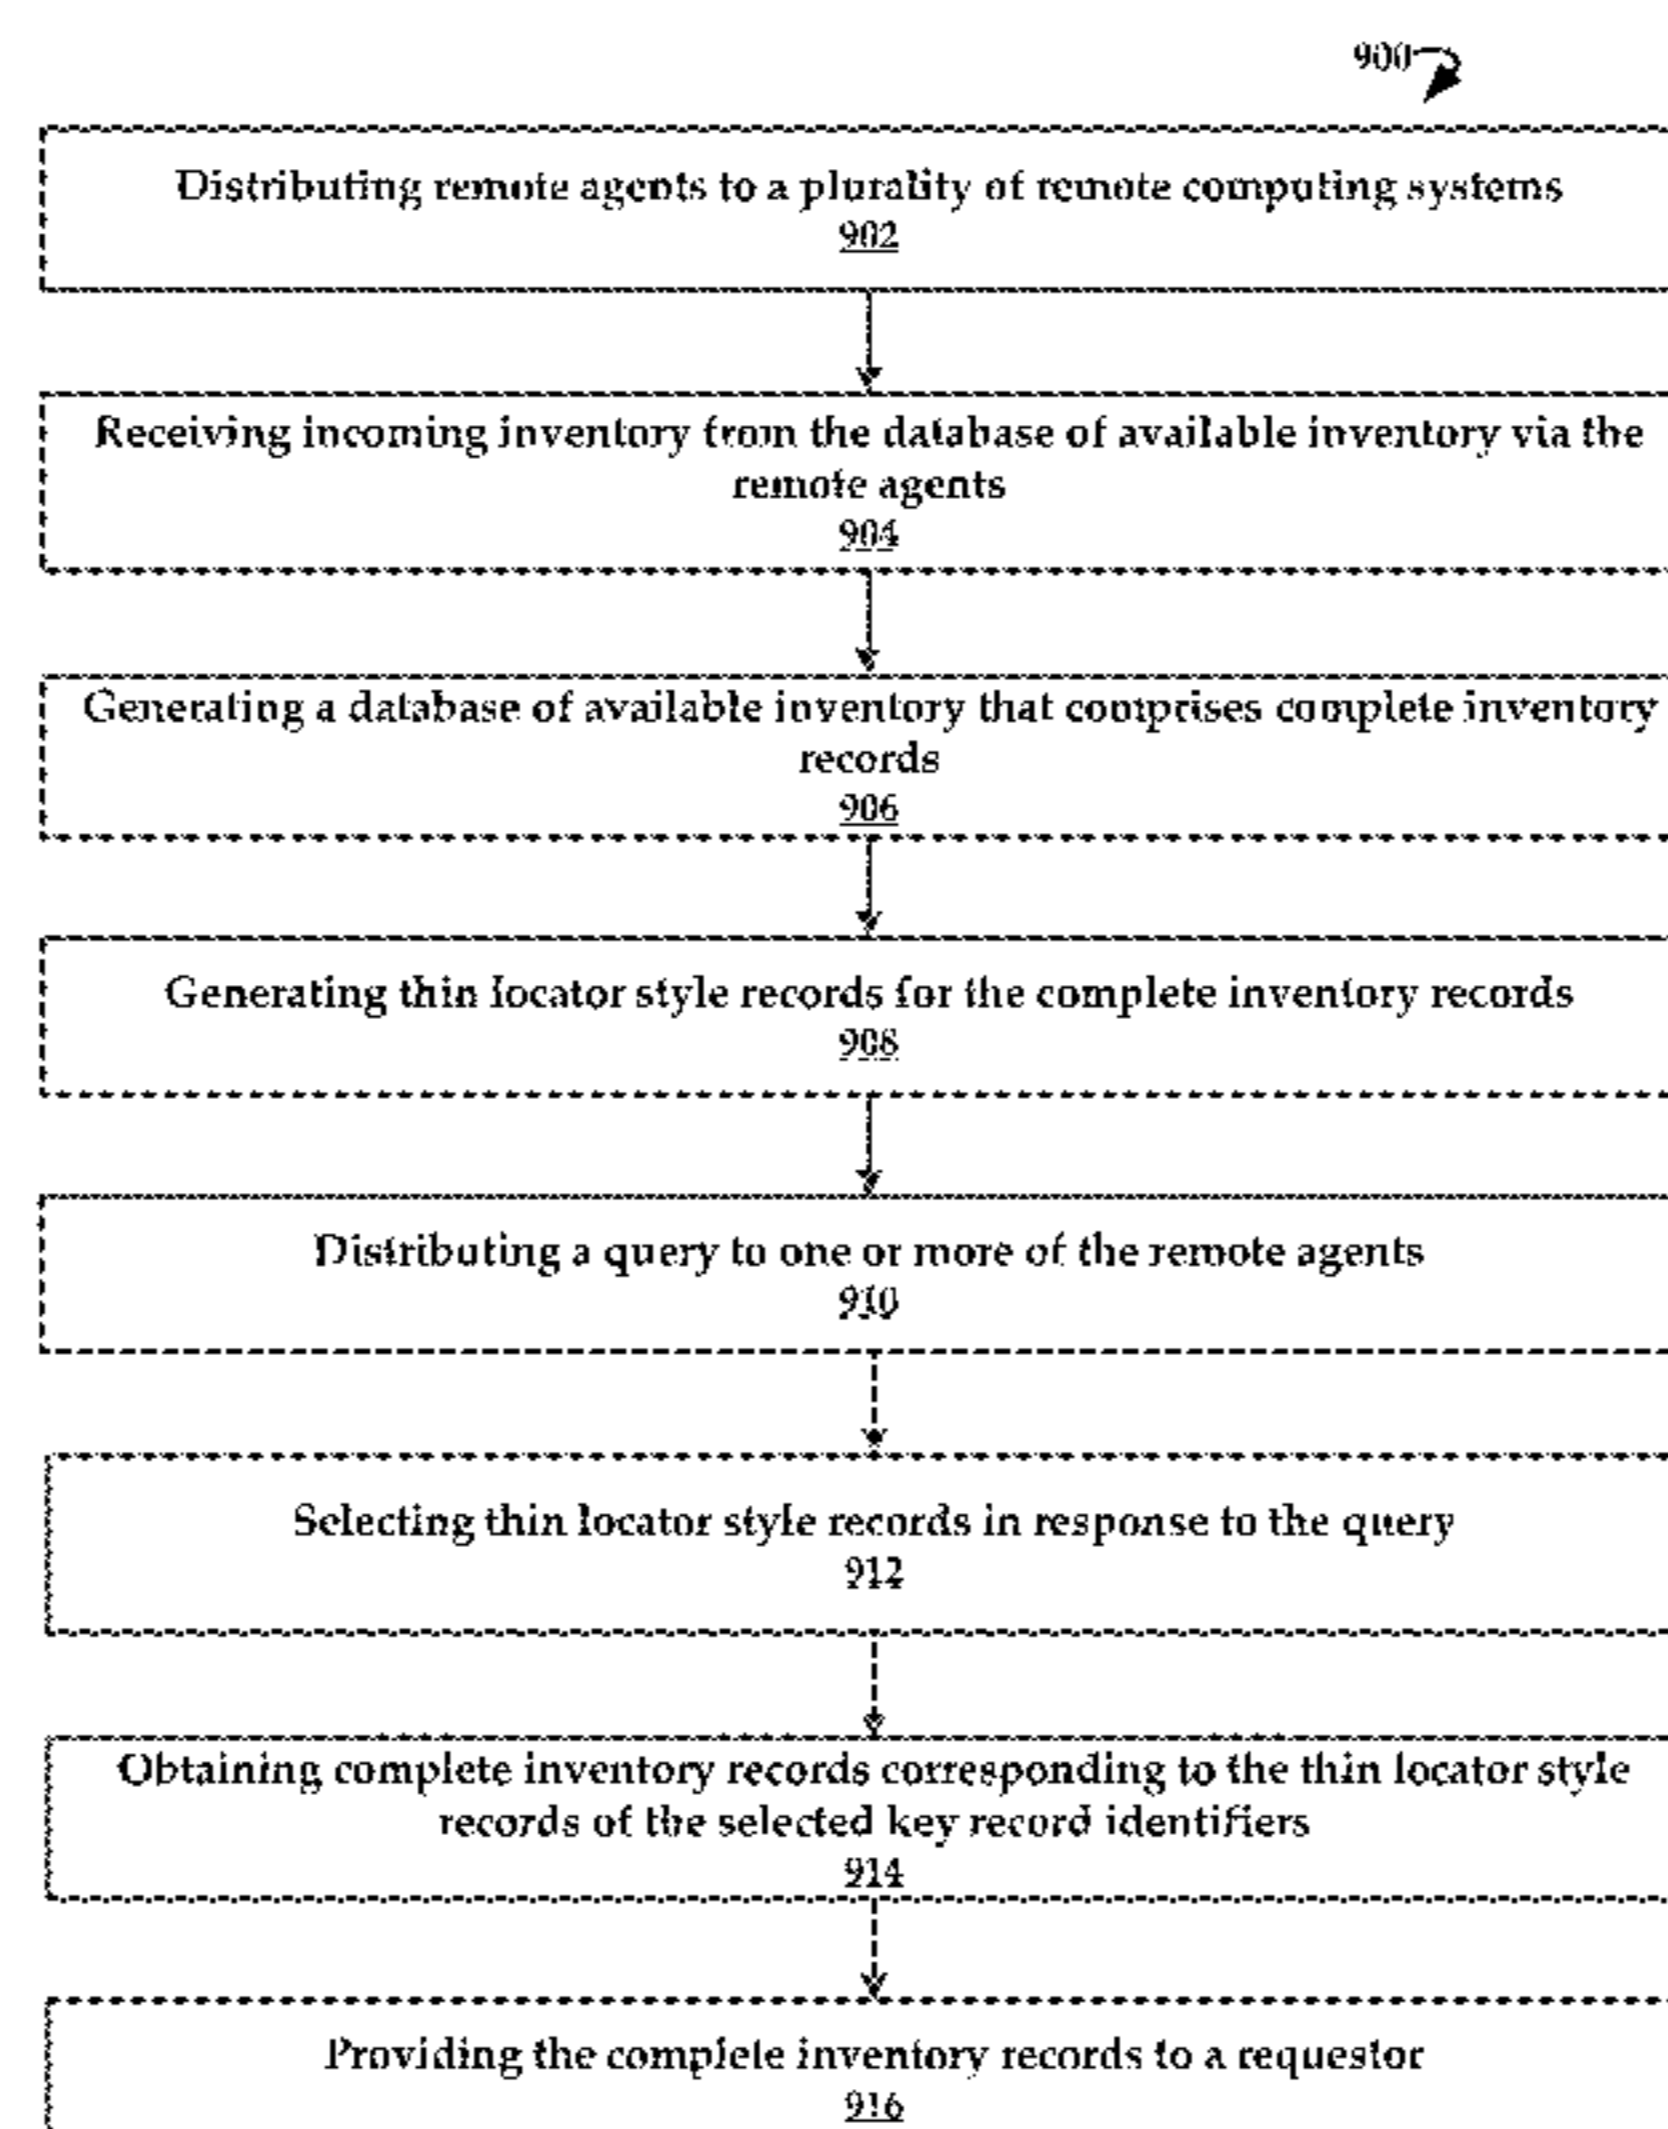 900
Distributing remote agents to a plurality of remote computing systems
902
Receiving incoming inventory from the database of available inventory via the
remote agents
904
Generating a database of available inventory that comprises complete inventory
records
906
Generating thin locator style records for the complete inventory records
908
Distributing a query to one or more of the remote agents
910
Selecting thin locator style records in response to the query
912
Obtaining complete inventory records corresponding to the thin locator style
records of the selected key record identifiers
914
Providing the complete inventory records to a requestor
916